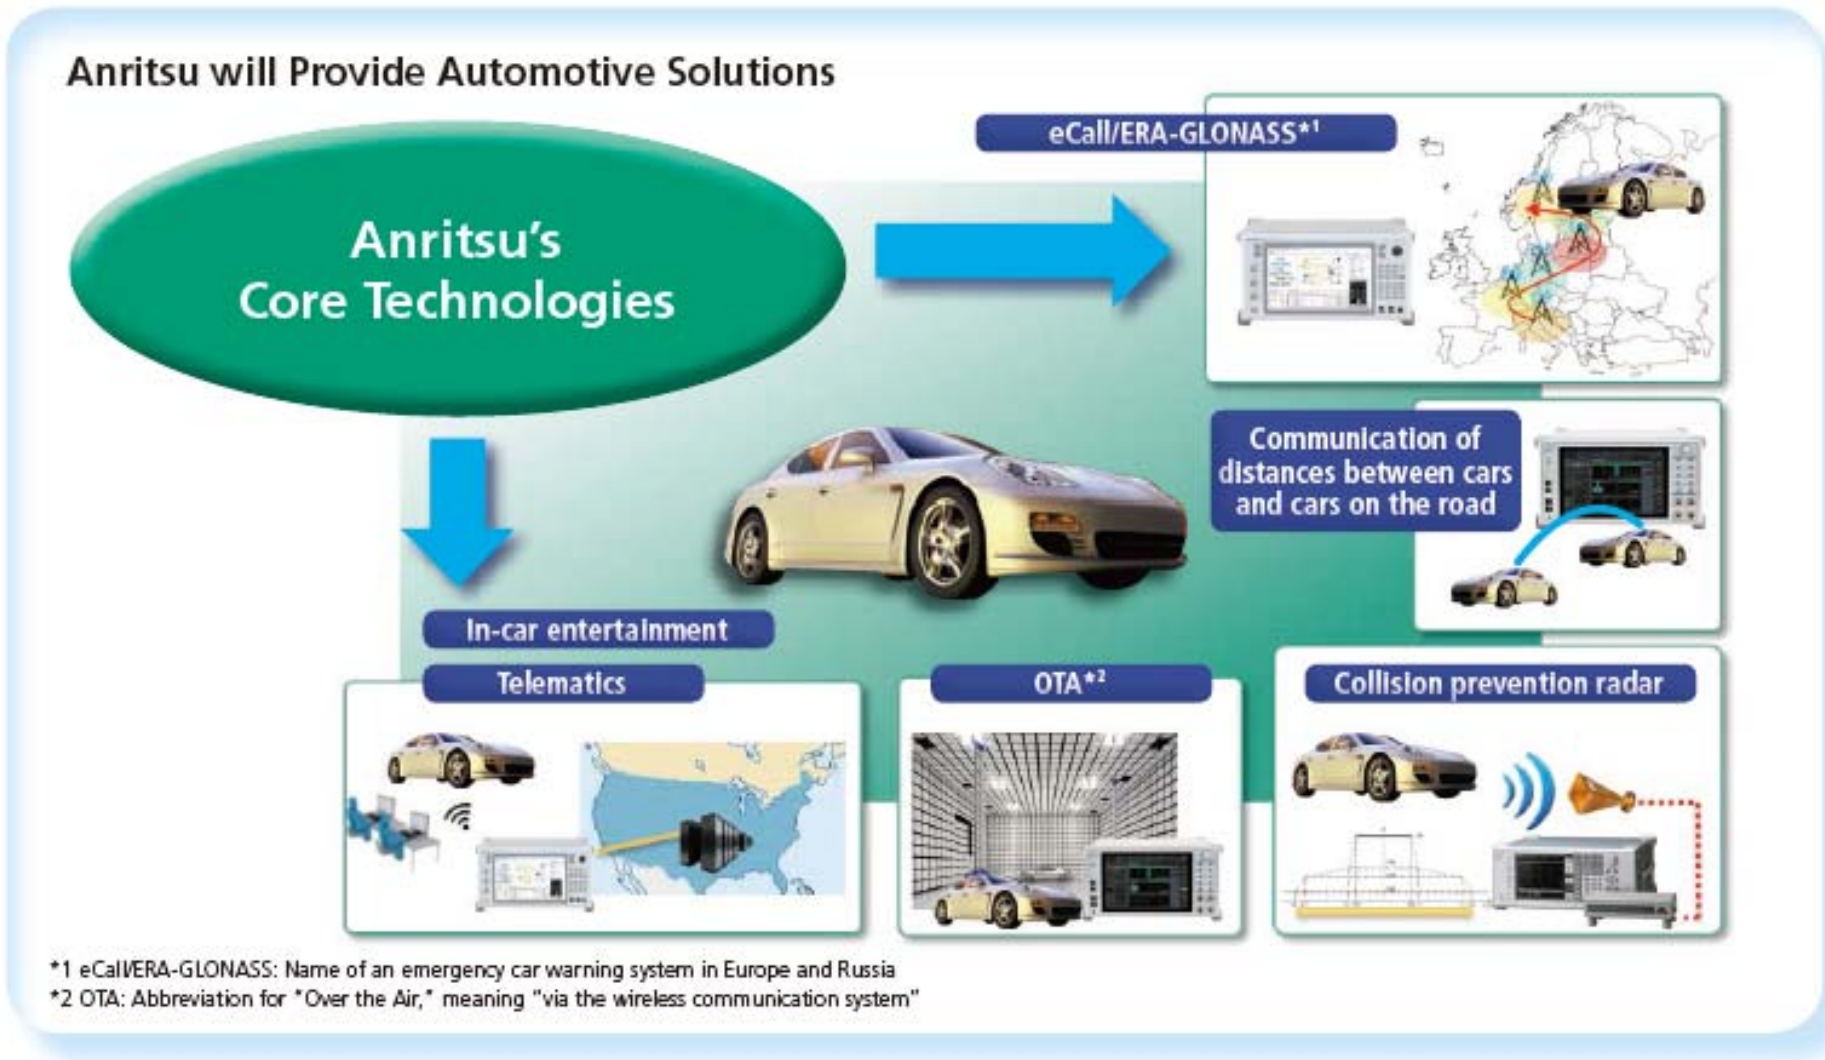 Anritsu will Provide Automotive Solutions
Anritsu's
Core Technologies
eCall/ERA-GLONASS*1
Communication of
distances between cars
and cars on the road
In-car entertainment
Telematics
OTA*2
Collision prevention radar
*1 eCall/ERA-GLONASS: Name of an emergency car warning system in Europe and Russia
*2 OTA: Abbreviation for "Over the Air," meaning "via the wireless communication system"